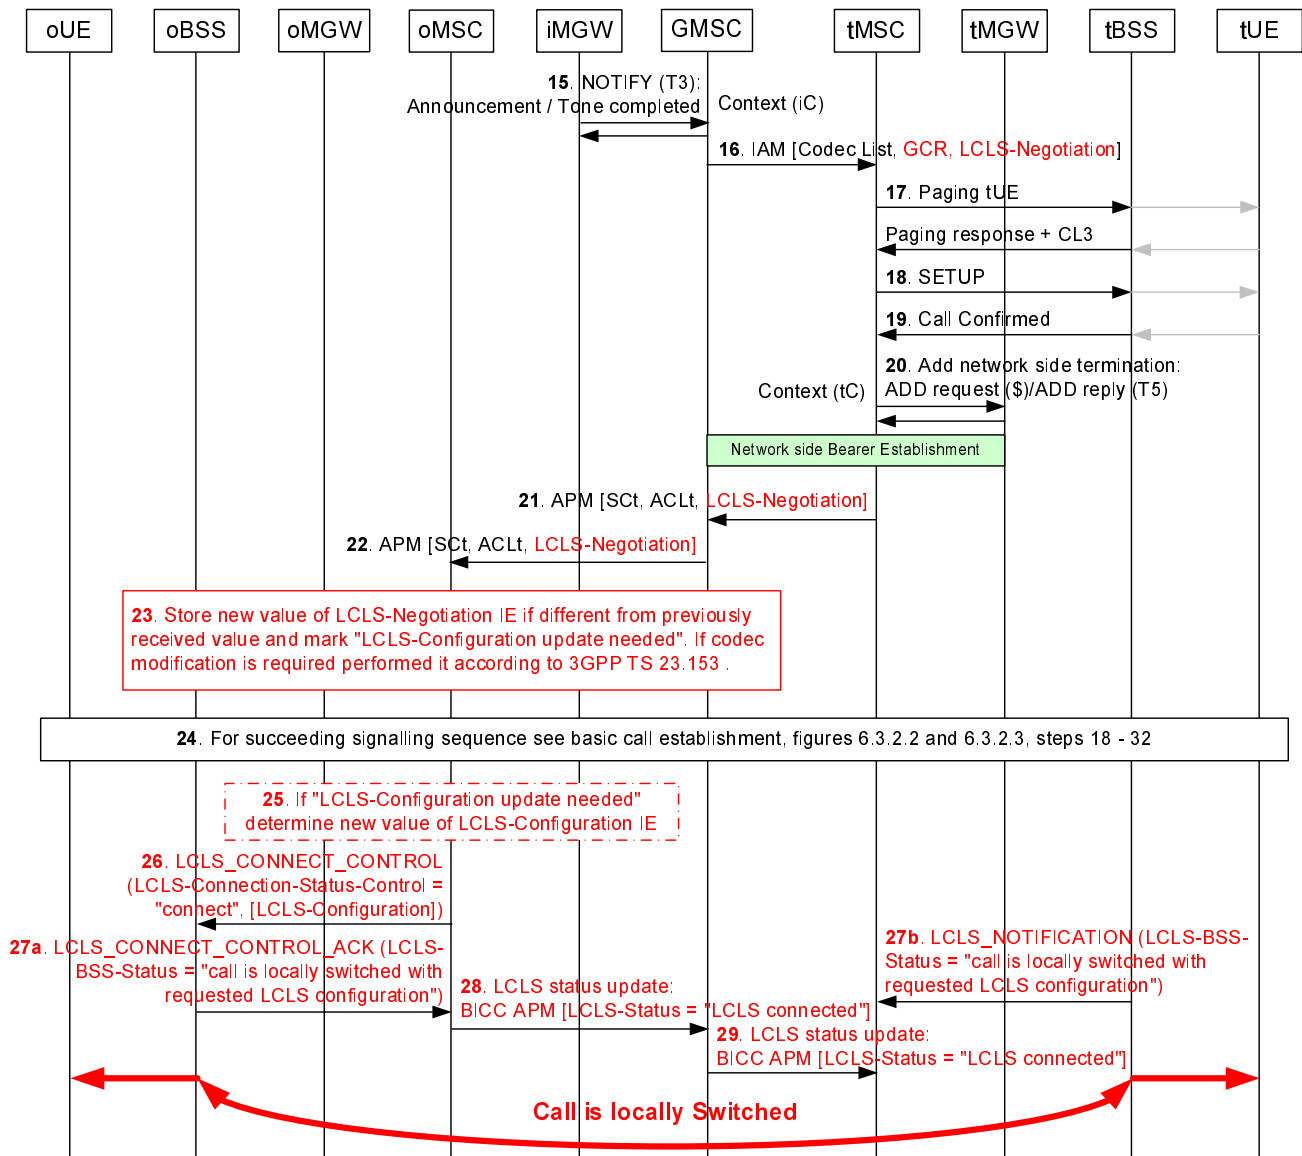 oUE
oBSS
oMGW
oMSC
iMGW
GMSC
tMSC
tMGW
tBSS
tUE
15. NOTIFY (T3):
Announcement / Tone completed
Context (iC)
16. IAM [Codec List, GCR, LCLS-Negotiation]
17. Paging tUE
Paging response + CL3
18. SETUP
19. Call Confirmed
20. Add network side termination:
ADD request ($)/ADD reply (T5)
Context (tC)
Network side Bearer Establishment
21. APM [SCt, ACLt, LCLS-Negotiation]
22. APM [SCt, ACLt, LCLS-Negotiation]
23. Store new value of LCLS-Negotiation IE if different from previously
received value and mark "LCLS-Configuration update needed". If codec
modification is required performed it according to 3GPP TS 23.153 .
24. For succeeding signalling sequence see basic call establishment, figures 6.3.2.2 and 6.3.2.3, steps 18 - 32
25. If "LCLS-Configuration update needed"
determine new value of LCLS-Configuration IE
26. LCLS_CONNECT_CONTROL
(LCLS-Connection-Status-Control =
"connect", [LCLS-Configuration])
27a. LCLS_CONNECT_CONTROL_ACK (LCLS-
BSS-Status = "call is locally switched with
requested LCLS configuration")
27b. LCLS_NOTIFICATION (LCLS-BSS-
Status = "call is locally switched with
requested LCLS configuration")
28. LCLS status update:
BICC APM [LCLS-Status = "LCLS connected"]
29. LCLS status update:
BICC APM [LCLS-Status = "LCLS connected"]
Call is locally Switched